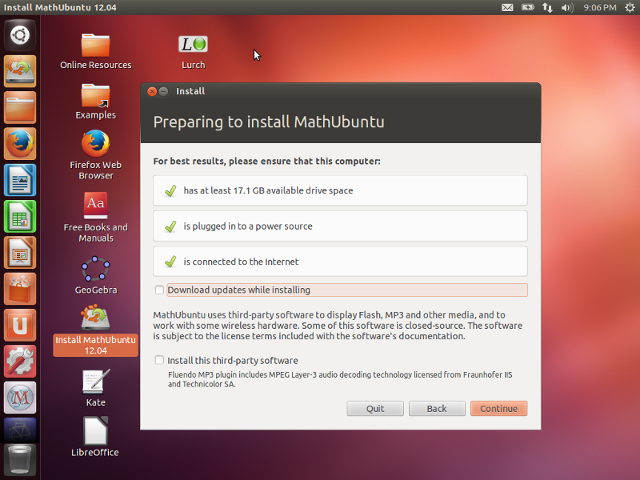 Install MathUbuntu 12.04
9:06 PM
Online Resources
Lurch
Examples
Firefox Web
Browser
Aa
Free Books and
Manuals
GeoGebra
Install MathUbuntu
12.04
Kate
LibreOffice
Install
Preparing to install MathUbuntu
For best results, please ensure that this computer:
has at least 17.1 GB available drive space
is plugged in to a power source
is connected to the Internet
Download updates while installing
MathUbuntu uses third-party software to display Flash, MP3 and other media, and to
work with some wireless hardware. Some of this software is closed-source. The software
is subject to the license terms included with the software's documentation.
Install this third-party software
Fluendo MP3 plugin includes MPEG Layer-3 audio decoding technology licensed from Fraunhofer IIS
and Technicolor SA.
Quit
Back
Continue